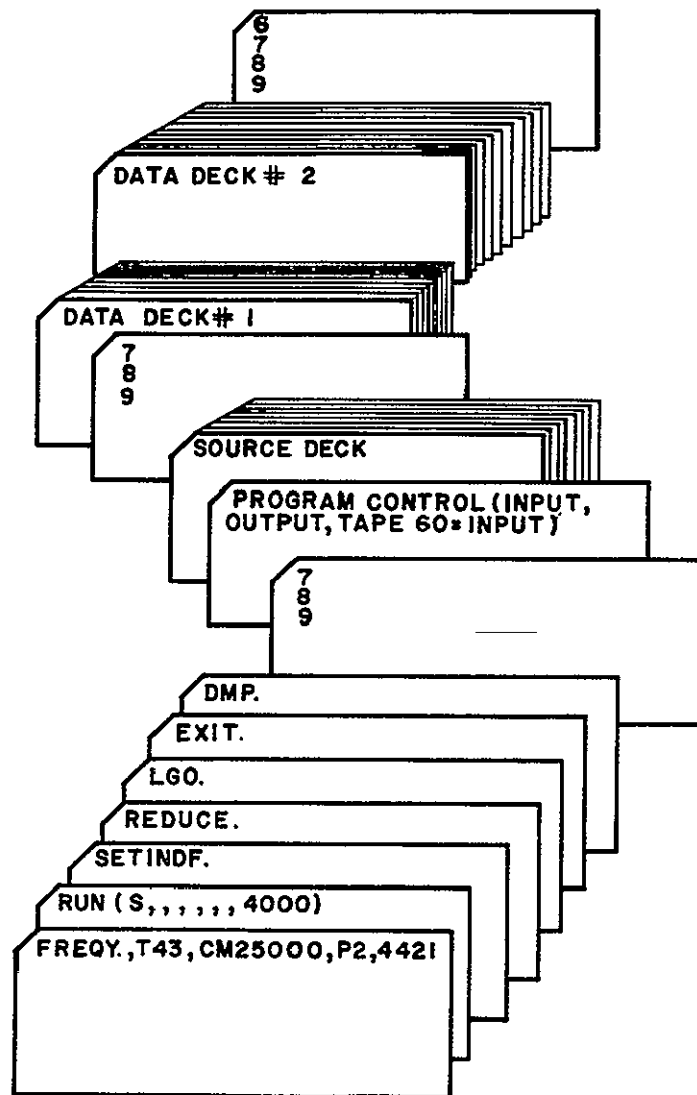 6
7
8
9
DATA DECK # 2
DATA DECK # 1
7
8
9
SOURCE DECK
PROGRAM CONTROL (INPUT,
OUTPUT, TAPE 60=INPUT)
7
8
9
DMP.
EXIT.
LGO.
REDUCE.
SETINDF.
RUN (S,,,,,,4000)
FREQY.,T43,CM25000,P2,4421